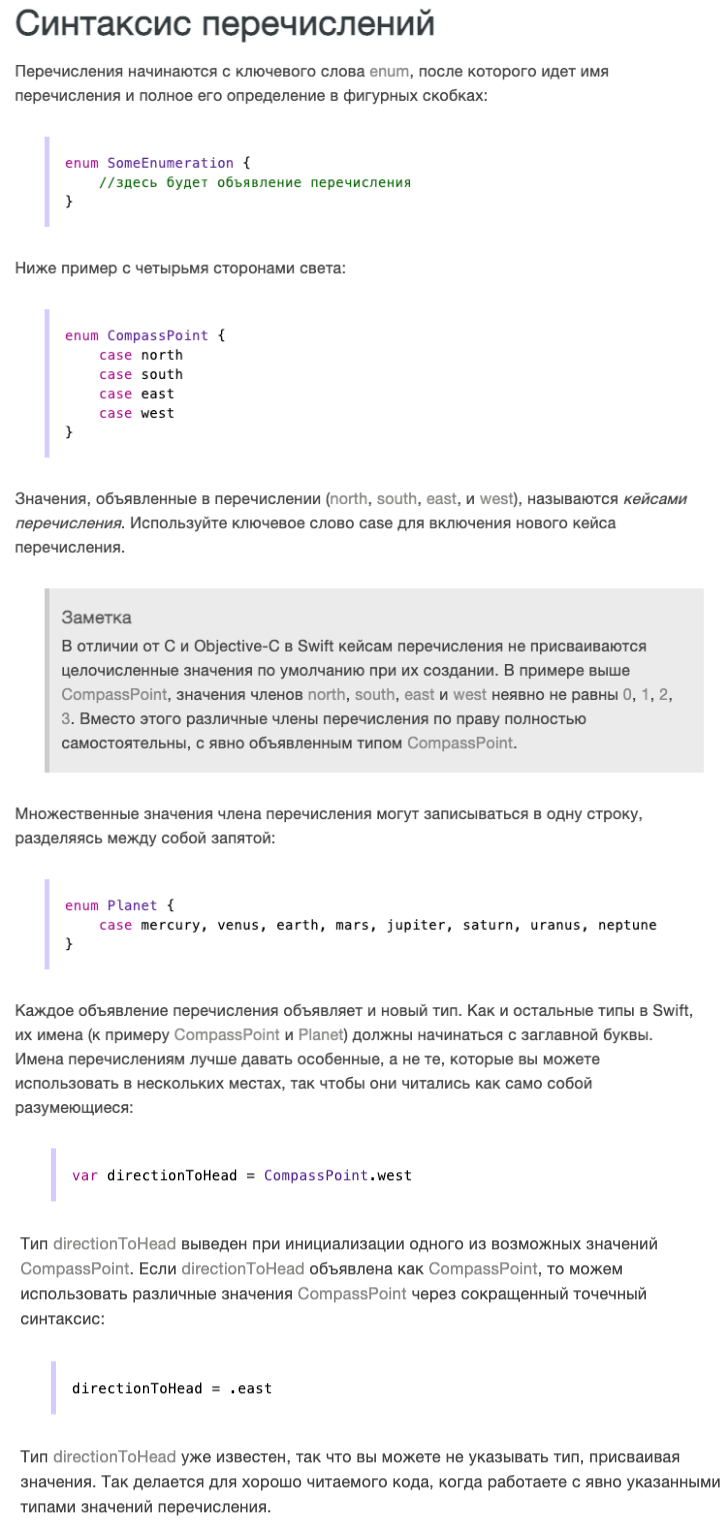 Синтаксис перечислений
Перечисления начинаются с ключевого слова enum, после которого идет имя
перечисления и полное его определение в фигурных скобках:
enum SomeEnumeration {
    //здесь будет объявление перечисления
}
Ниже пример с четырьмя сторонами света:
enum CompassPoint {
    case north
    case south
    case east
    case west
}
Значения, объявленные в перечислении (north, south, east, и west), называются кейсами
перечисления. Используйте ключевое слово case для включения нового кейса
перечисления.
Заметка
В отличии от C и Objective-C в Swift кейсам перечисления не присваиваются
целочисленные значения по умолчанию при их создании. В примере выше
CompassPoint, значения членов north, south, east и west неявно не равны 0, 1, 2,
3. Вместо этого различные члены перечисления по праву полностью
самостоятельны, с явно объявленным типом CompassPoint.
Множественные значения члена перечисления могут записываться в одну строку,
разделяясь между собой запятой:
enum Planet {
    case mercury, venus, earth, mars, jupiter, saturn, uranus, neptune
}
Каждое объявление перечисления объявляет и новый тип. Как и остальные типы в Swift,
их имена (к примеру CompassPoint и Planet) должны начинаться с заглавной буквы.
Имена перечислениям лучше давать особенные, а не те, которые вы можете
использовать в нескольких местах, так чтобы они читались как само собой
разумеющиеся:
var directionToHead = CompassPoint.west
Тип directionToHead выведен при инициализации одного из возможных значений
CompassPoint. Если directionToHead объявлена как CompassPoint, то можем
использовать различные значения CompassPoint через сокращенный точечный
синтаксис:
directionToHead = .east
Тип directionToHead уже известен, так что вы можете не указывать тип, присваивая
значения. Так делается для хорошо читаемого кода, когда работаете с явно указанными
типами значений перечисления.